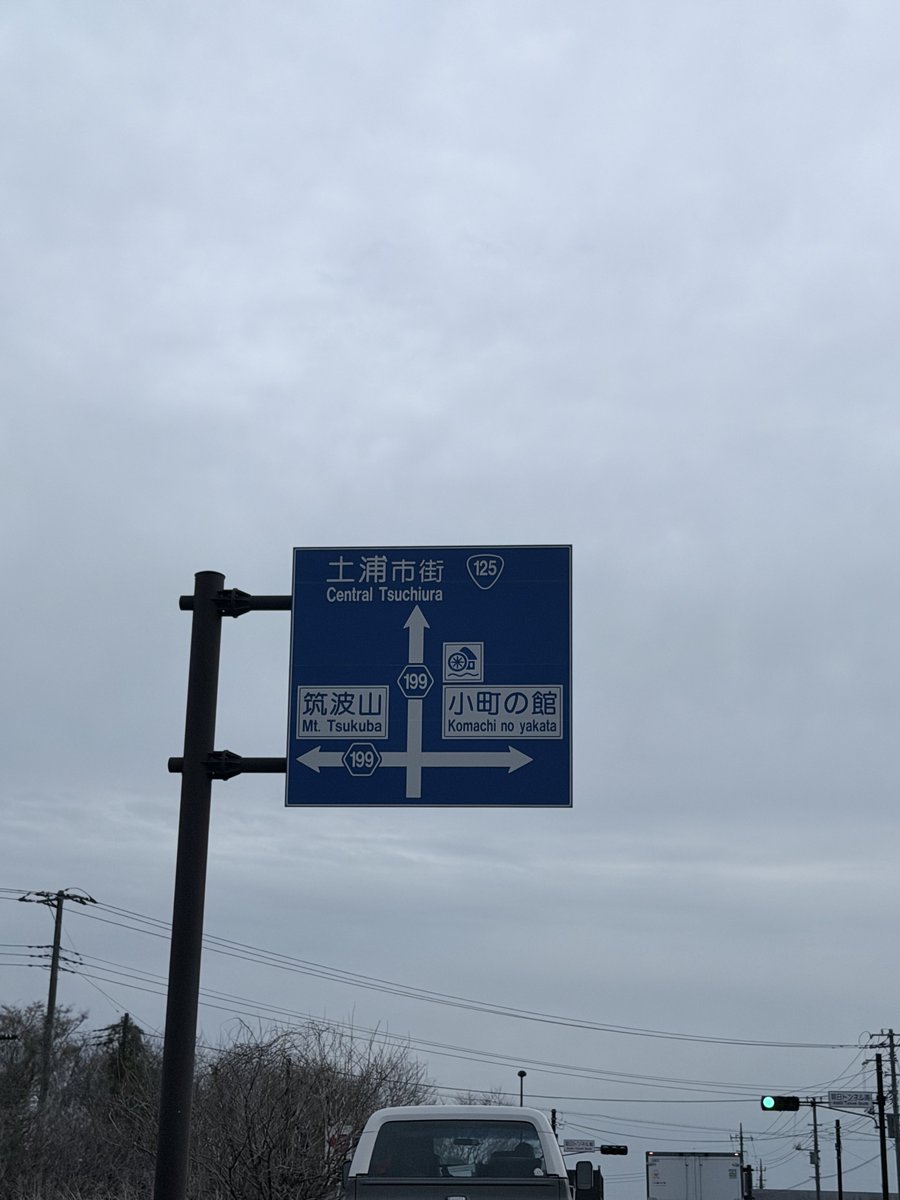 土浦市街 125
Central Tsuchiura
199
筑波山
Mt. Tsukuba
小町の館
Komachi no yakata
199